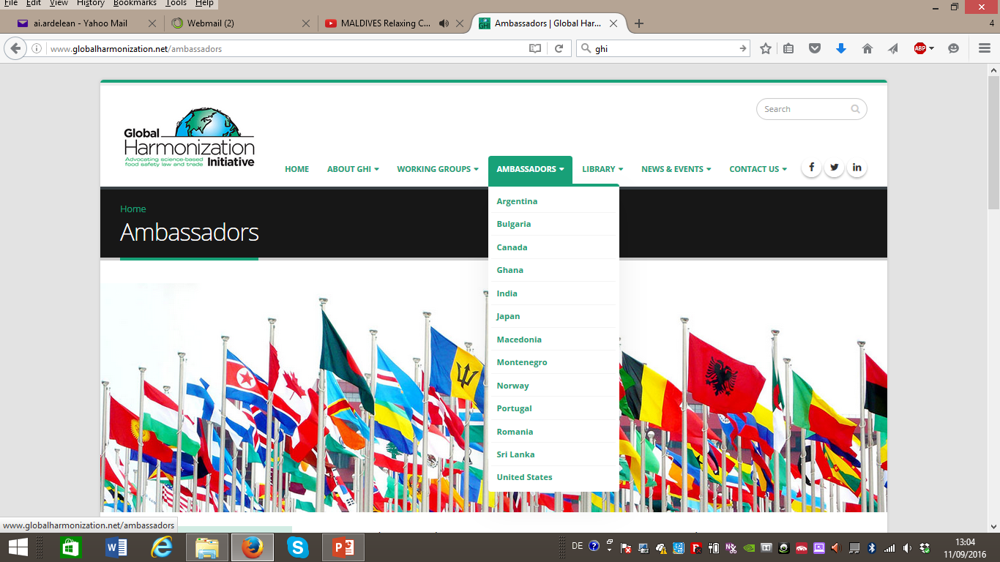 File Edit View History Bookmarks Tools Help
ai.ardelean - Yahoo Mail
Webmail (2)
MALDIVES Relaxing C...
Ambassadors | Global Har...
4
www.globalharmonization.net/ambassadors
ghi
ABP
Search
Global
Harmonization
Initiative
Advocating science-based
food safety law and trade
HOME ABOUT GHI WORKING GROUPS AMBASSADORS LIBRARY NEWS & EVENTS CONTACT US
Home
Ambassadors
Argentina
Bulgaria
Canada
Ghana
India
Japan
Macedonia
Montenegro
Norway
Portugal
Romania
Sri Lanka
United States
www.globalharmonization.net/ambassadors
DE
13:04
11/09/2016